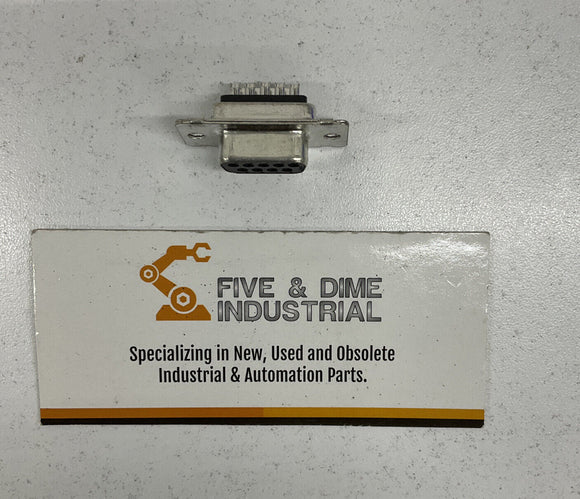 FIVE & DIME
INDUSTRIAL
Specializing in New, Used and Obsolete
Industrial & Automation Parts.